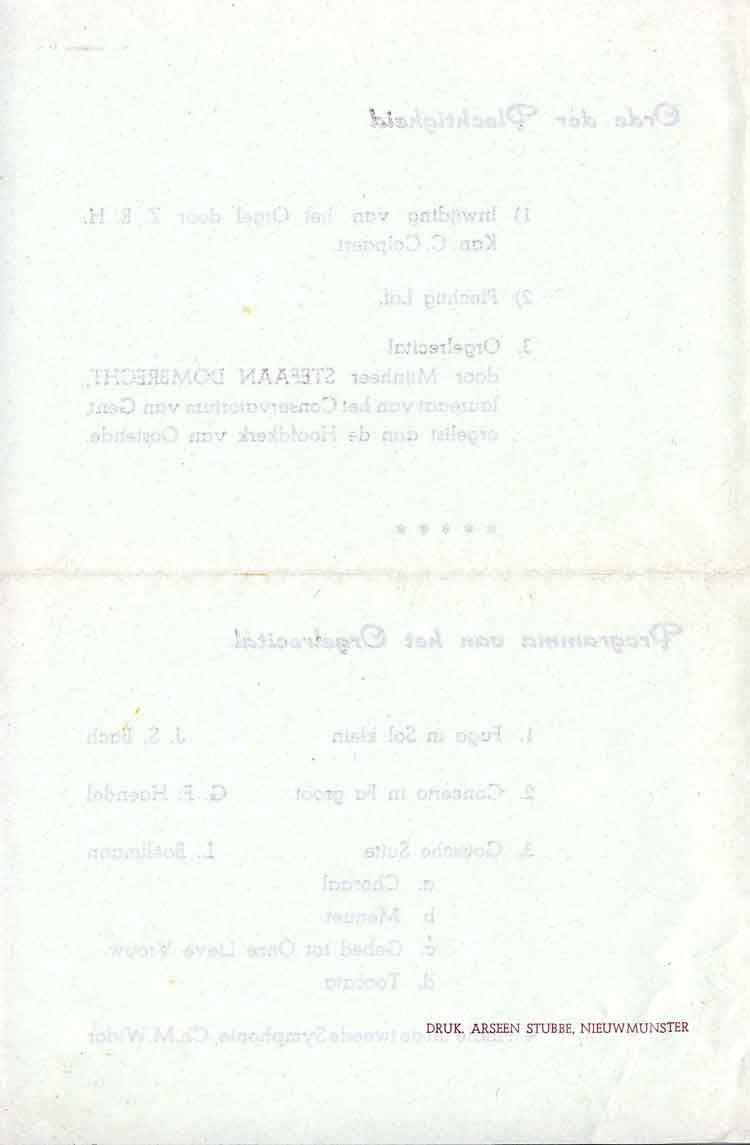 Orde der Plechtigheid
1) Inwijding van het Orgel door Z. E. H.
Kan. C. Colpaert.
2) Plechtig Lof.
3. Orgelrecital
door Mijnheer STEFAAN DOMBRECHT,
laureaat van het Conservatorium van Gent,
orgelist aan de Hoofdkerk van Oostende.
* * * * *
Programma van het Orgelrecital
1. Fuga in Sol klein J. S. Bach
2. Concerto in Fa groot G. F. Haendel
3. Gotische Suite L. Boëllmann
a. Choraal
b Menuet
c. Gebed tot Onze Lieve Vrouw
d. Toccata
4. uit de tweede Symphonie, Ch. M. Widor
DRUK. ARSEEN STUBBE, NIEUWMUNSTER